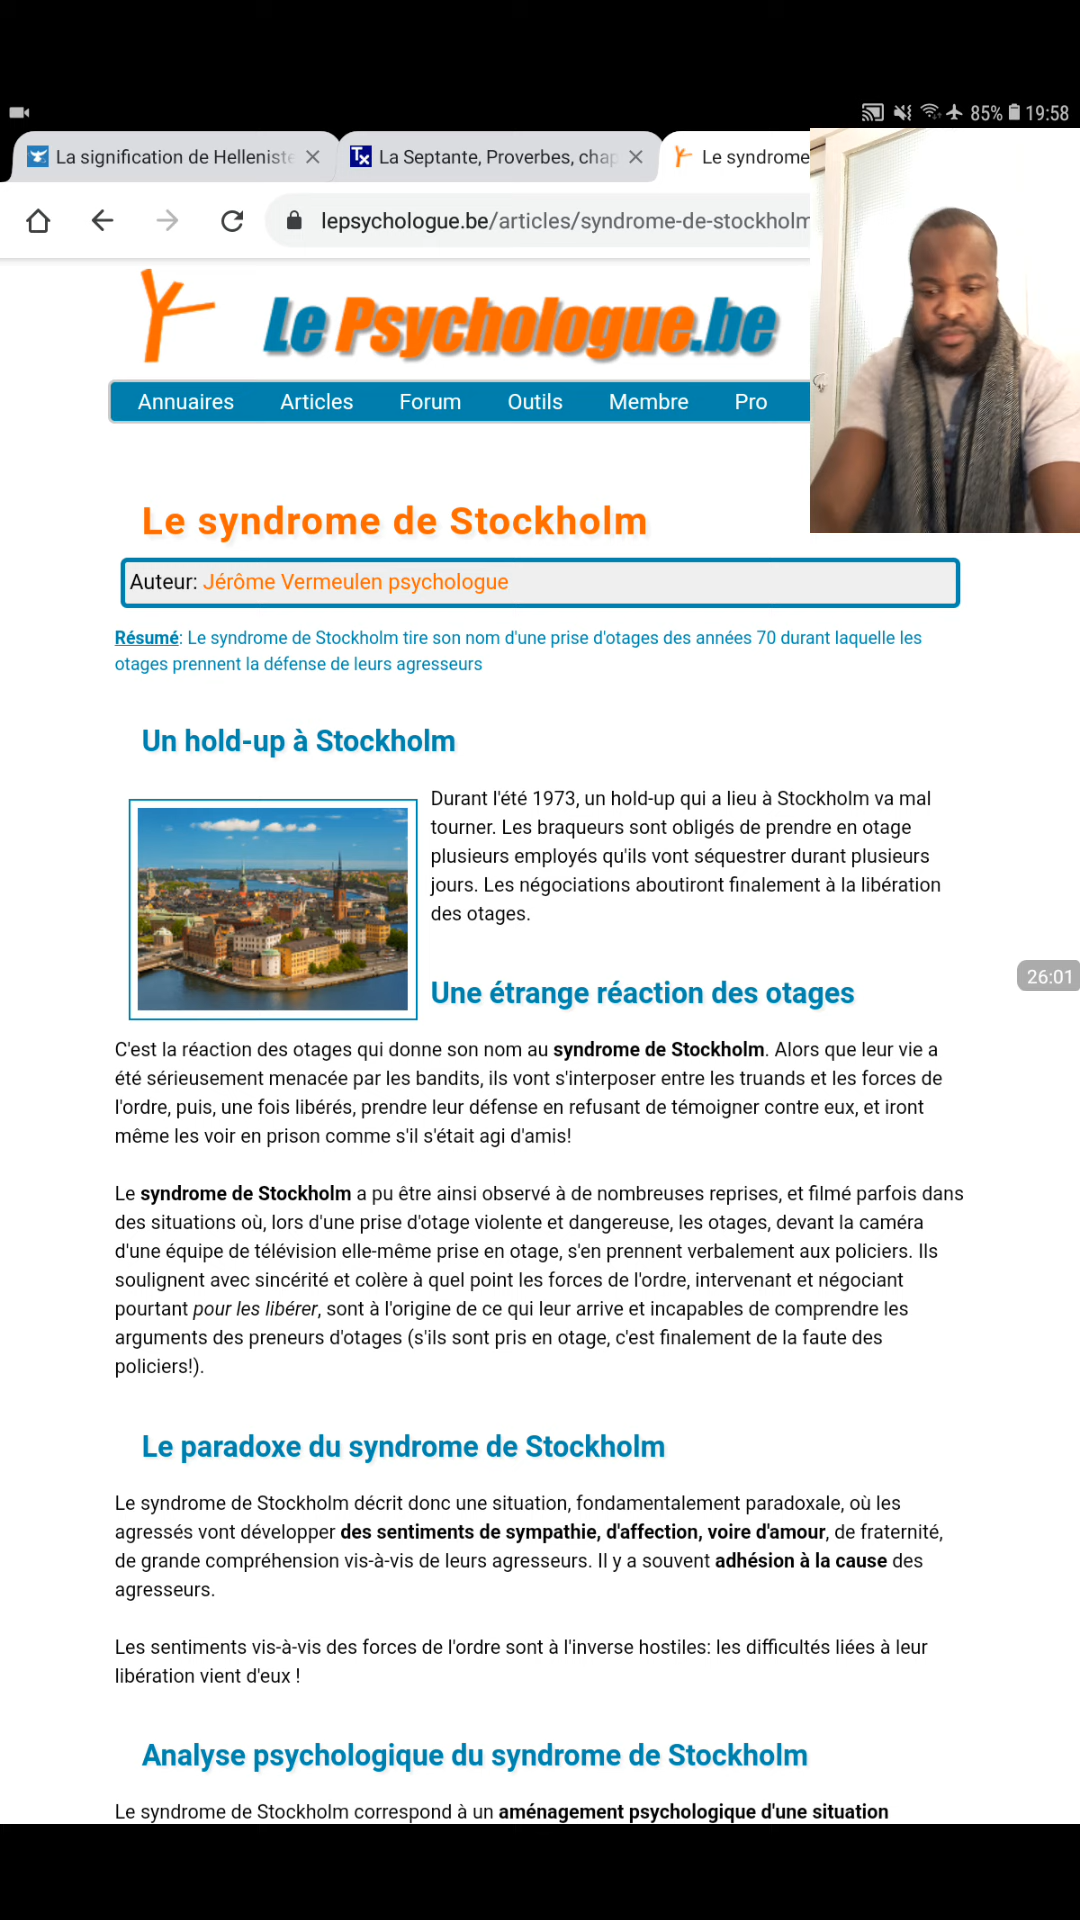 85% 19:58
La signification de Helleniste
La Septante, Proverbes, chap
Le syndrome
lepsychologue.be/articles/syndrome-de-stockholm
Le Psychologue.be
Annuaires Articles Forum Outils Membre Pro
Le syndrome de Stockholm
Auteur: Jérôme Vermeulen psychologue
Résumé: Le syndrome de Stockholm tire son nom d'une prise d'otages des années 70 durant laquelle les
otages prennent la défense de leurs agresseurs
Un hold-up à Stockholm
Durant l'été 1973, un hold-up qui a lieu à Stockholm va mal
tourner. Les braqueurs sont obligés de prendre en otage
plusieurs employés qu'ils vont séquestrer durant plusieurs
jours. Les négociations aboutiront finalement à la libération
des otages.
26:01
Une étrange réaction des otages
C'est la réaction des otages qui donne son nom au syndrome de Stockholm. Alors que leur vie a
été sérieusement menacée par les bandits, ils vont s'interposer entre les truands et les forces de
l'ordre, puis, une fois libérés, prendre leur défense en refusant de témoigner contre eux, et iront
même les voir en prison comme s'il s'était agi d'amis!
Le syndrome de Stockholm a pu être ainsi observé à de nombreuses reprises, et filmé parfois dans
des situations où, lors d'une prise d'otage violente et dangereuse, les otages, devant la caméra
d'une équipe de télévision elle-même prise en otage, s'en prennent verbalement aux policiers. Ils
soulignent avec sincérité et colère à quel point les forces de l'ordre, intervenant et négociant
pourtant pour les libérer, sont à l'origine de ce qui leur arrive et incapables de comprendre les
arguments des preneurs d'otages (s'ils sont pris en otage, c'est finalement de la faute des
policiers!).
Le paradoxe du syndrome de Stockholm
Le syndrome de Stockholm décrit donc une situation, fondamentalement paradoxale, où les
agressés vont développer des sentiments de sympathie, d'affection, voire d'amour, de fraternité,
de grande compréhension vis-à-vis de leurs agresseurs. Il y a souvent adhésion à la cause des
agresseurs.
Les sentiments vis-à-vis des forces de l'ordre sont à l'inverse hostiles: les difficultés liées à leur
libération vient d'eux !
Analyse psychologique du syndrome de Stockholm
Le syndrome de Stockholm correspond à un aménagement psychologique d'une situation